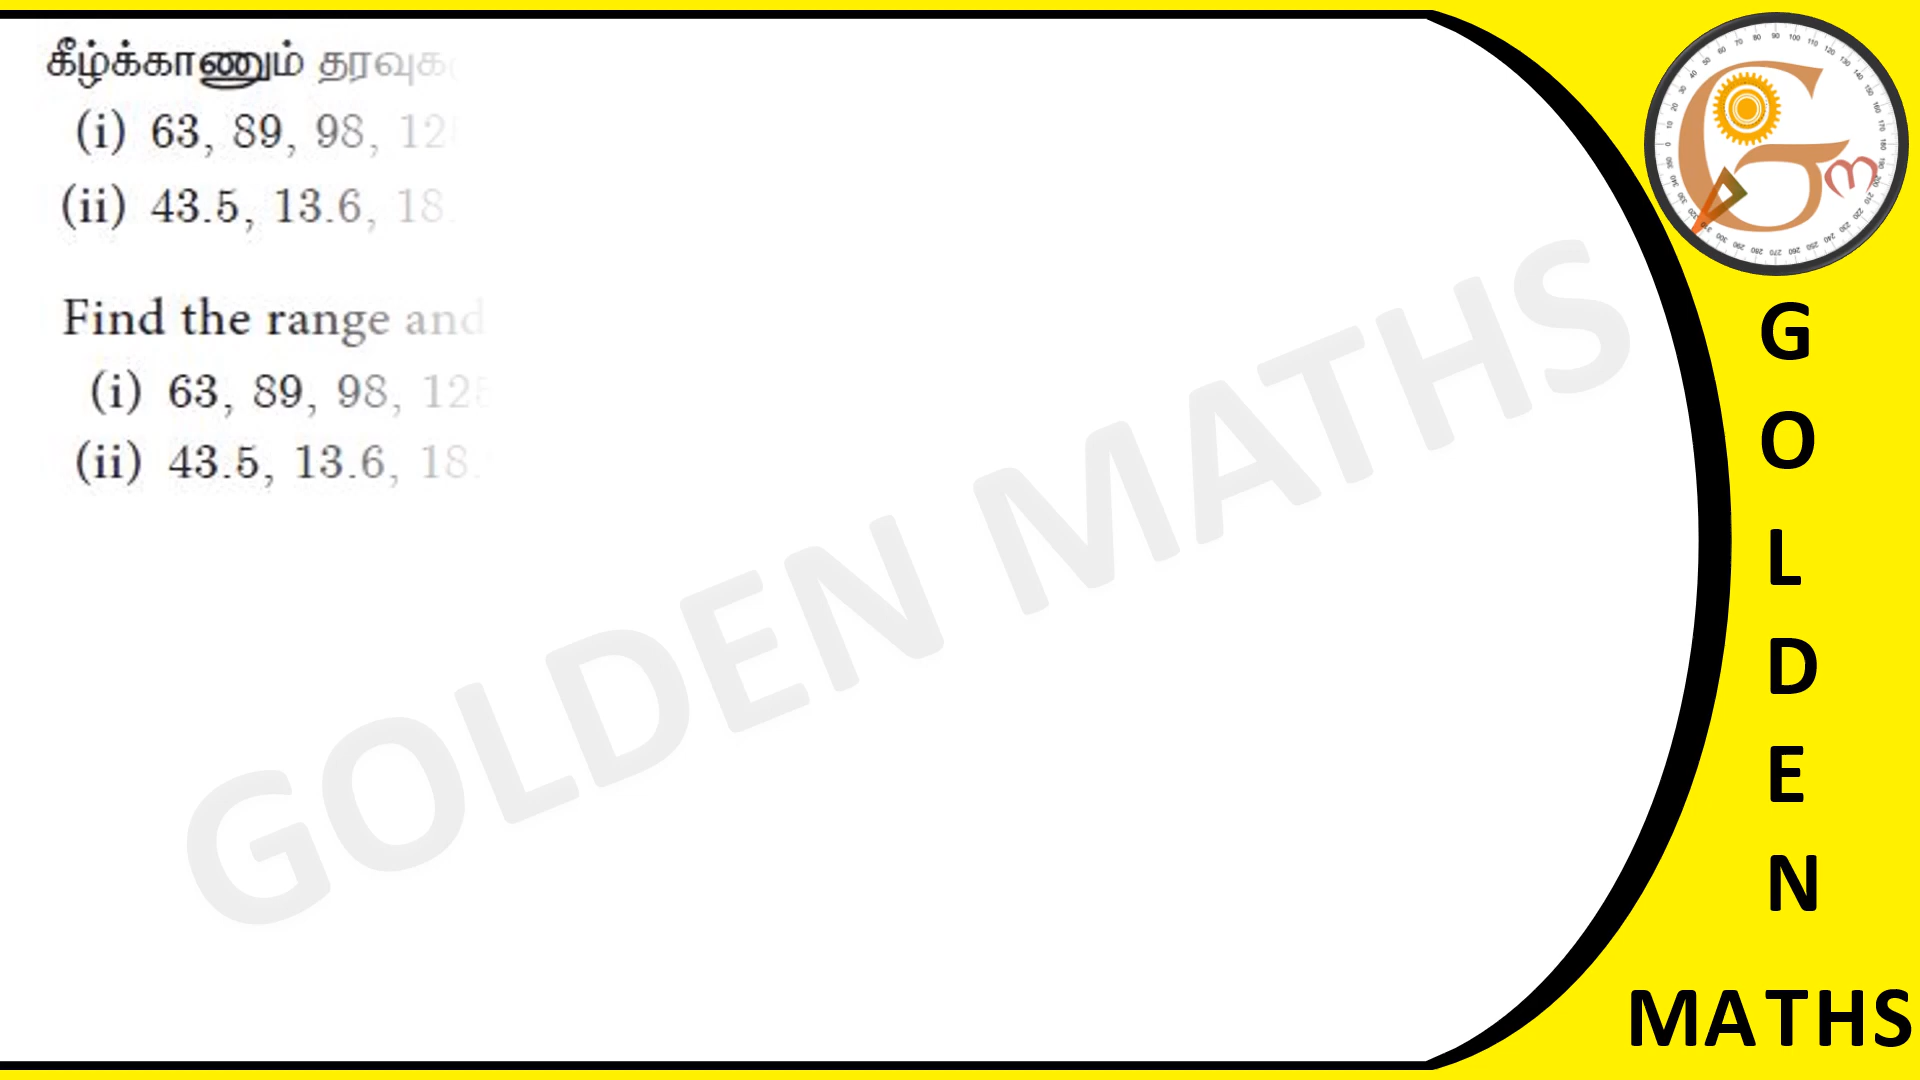 கீழ்க்காணும்
(i) 63, 89, 98,
(ii) 43.5, 13.6,
Find the range and
(i) 63, 89, 98,
(ii) 43.5, 13.6,
GOLDEN MATHS
G
O
L
D
E
N
MATHS